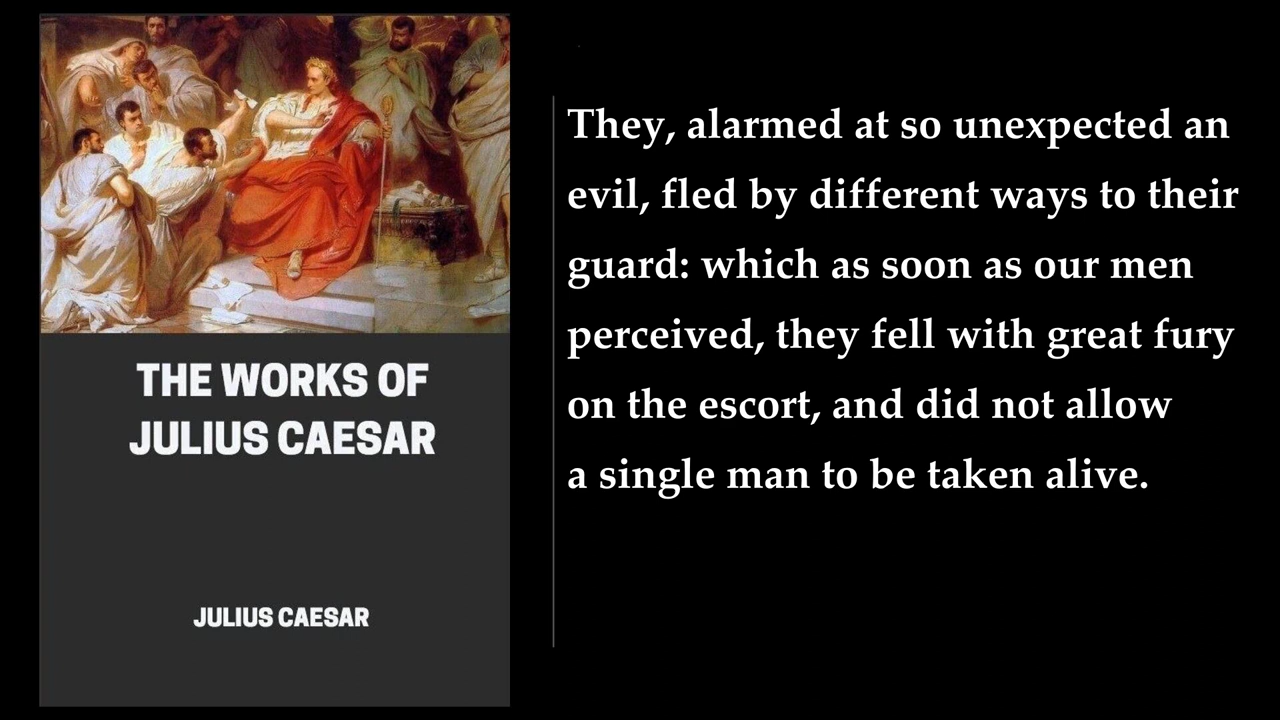 THE WORKS OF
JULIUS CAESAR
JULIUS CAESAR
They, alarmed at so unexpected an
evil, fled by different ways to their
guard: which as soon as our men
perceived, they fell with great fury
on the escort, and did not allow
a single man to be taken alive.